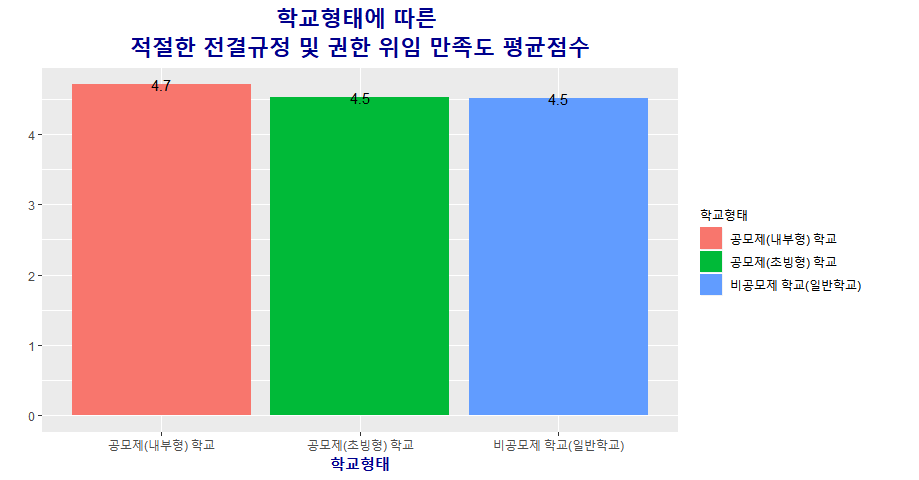 학교형태에 따른
적절한 전결규정 및 권한 위임 만족도 평균점수
4.7
4.5
4.5
4
3
2
1
0
공모제(내부형) 학교
공모제(초빙형) 학교
비공모제 학교(일반학교)
학교형태
학교형태
공모제(내부형) 학교
공모제(초빙형) 학교
비공모제 학교(일반학교)